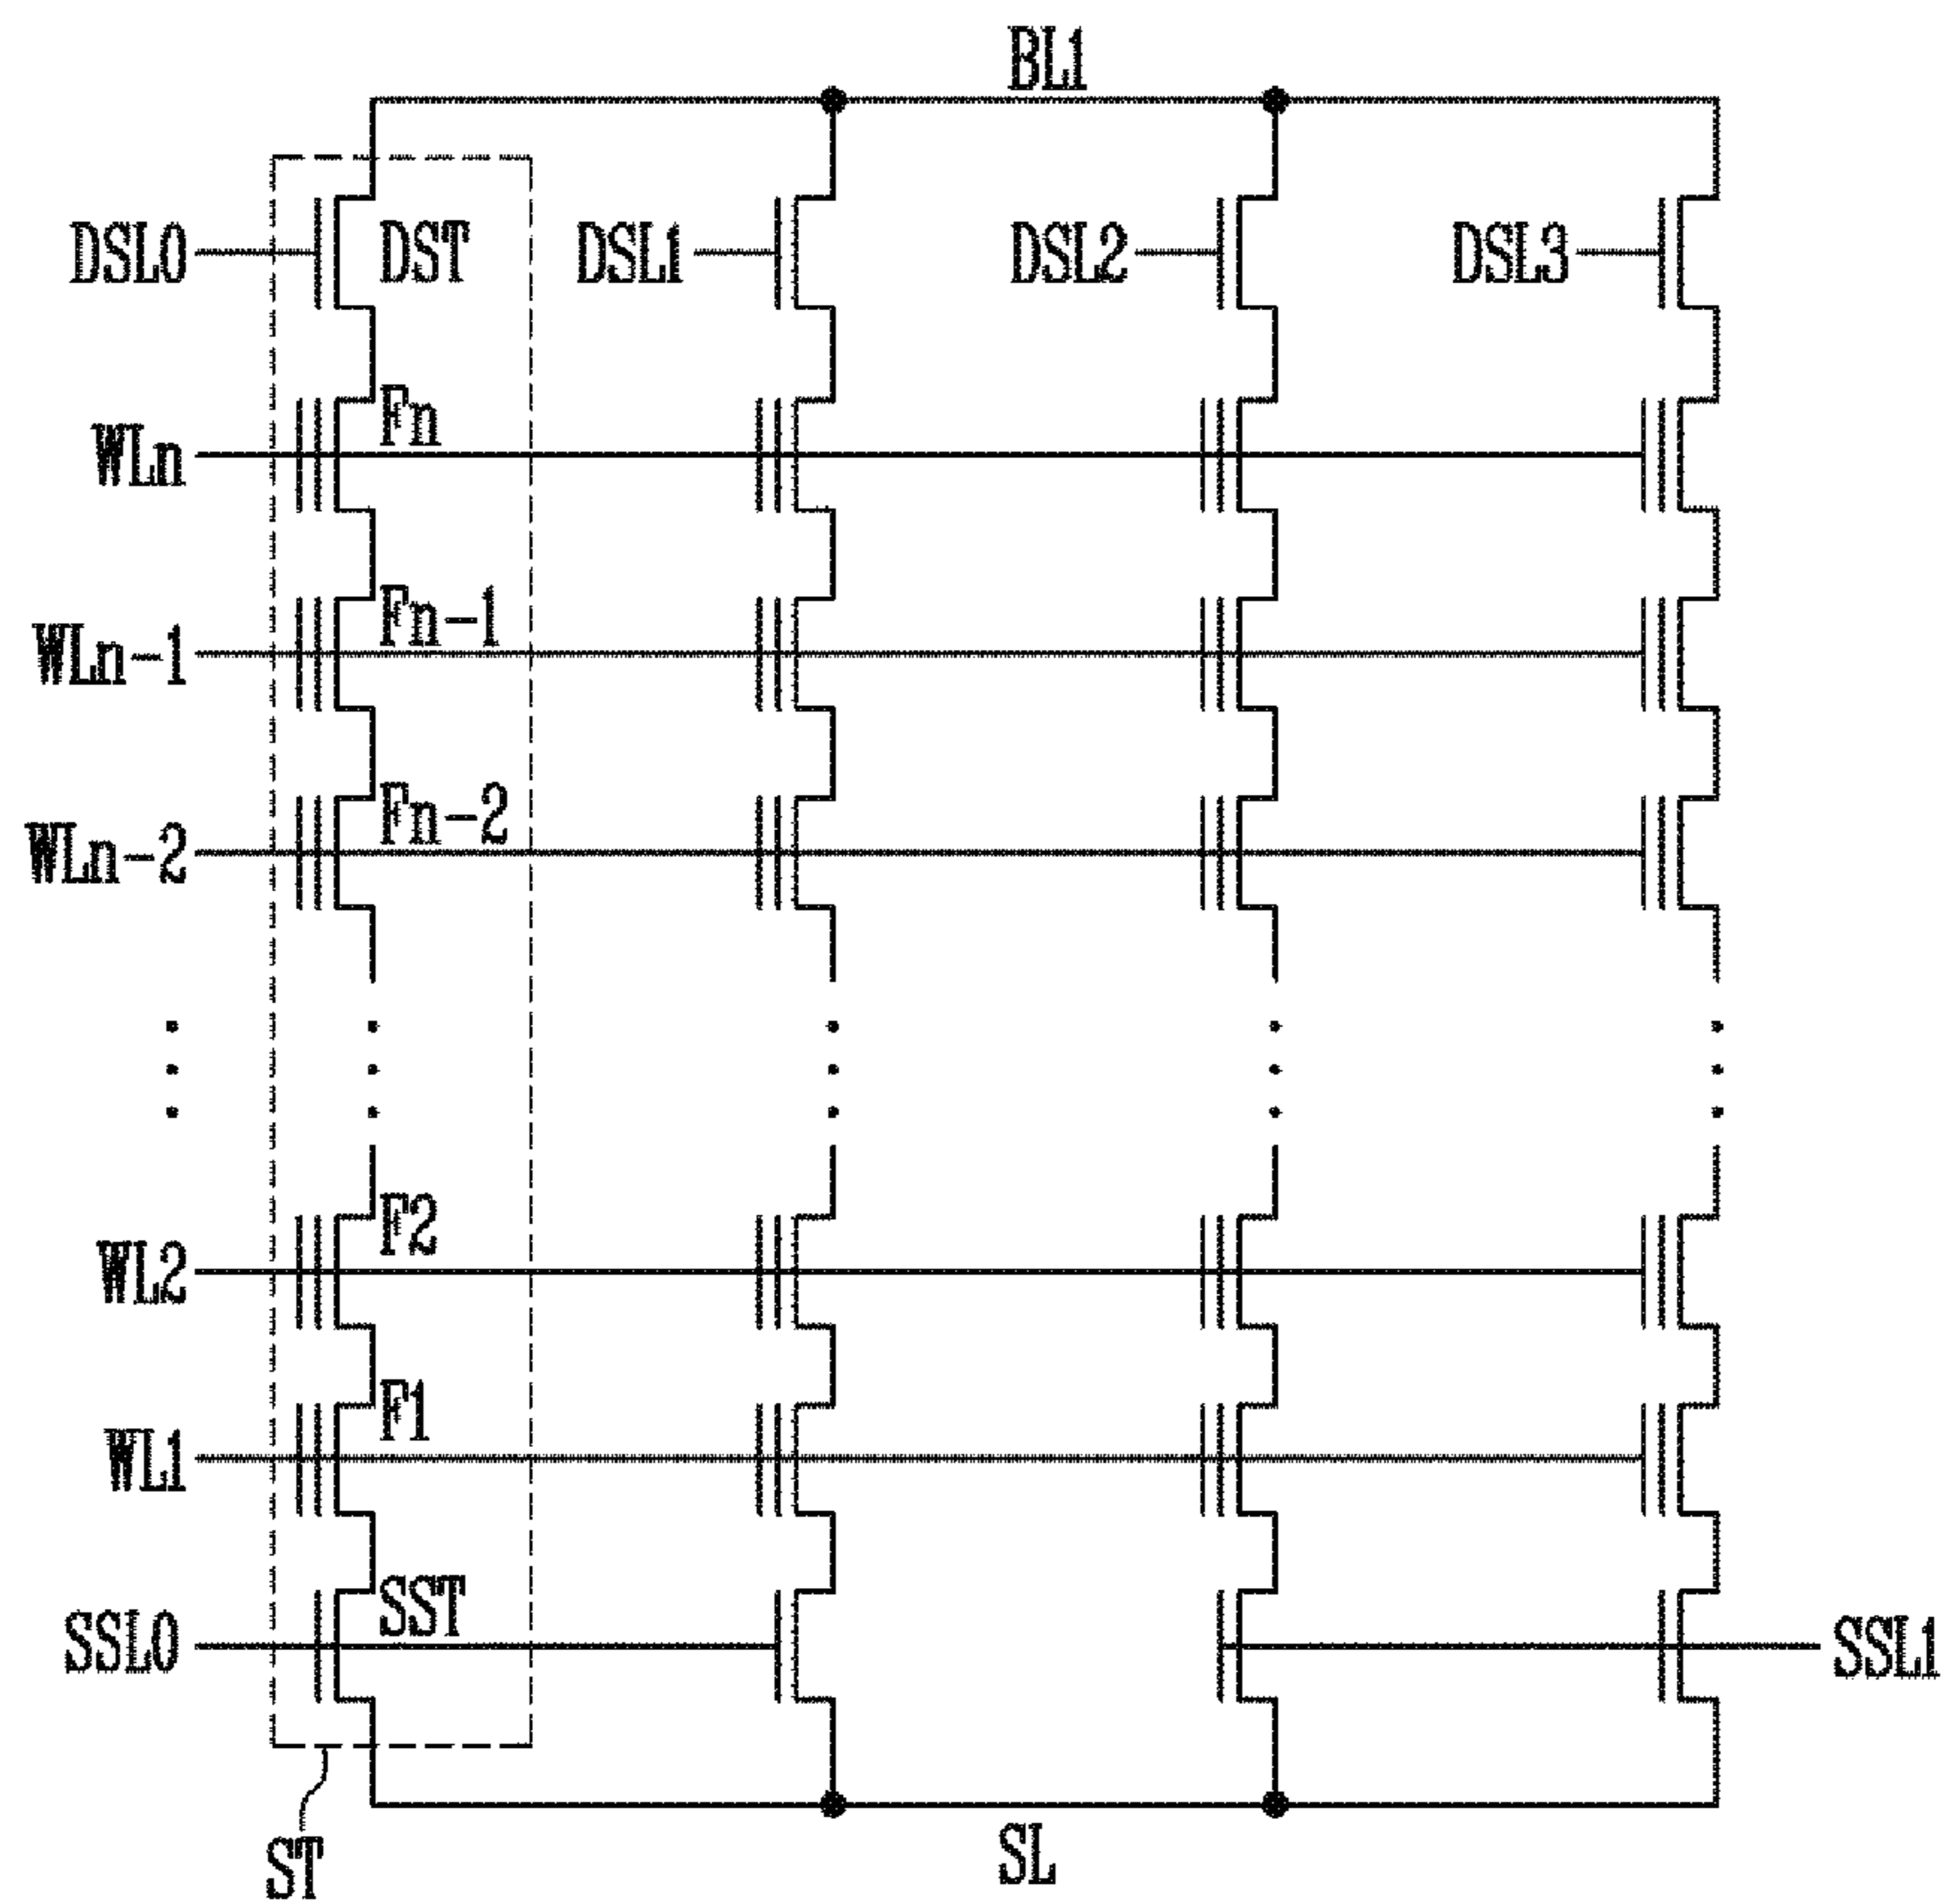 BL1
DSL0 DST DSL1 DSL2 DSL3
Fn
WLn
Fn-1
WLn-1
Fn-2
WLn-2
F2
WL2
F1
WL1
SST
SSL0 SSL1
SL
ST